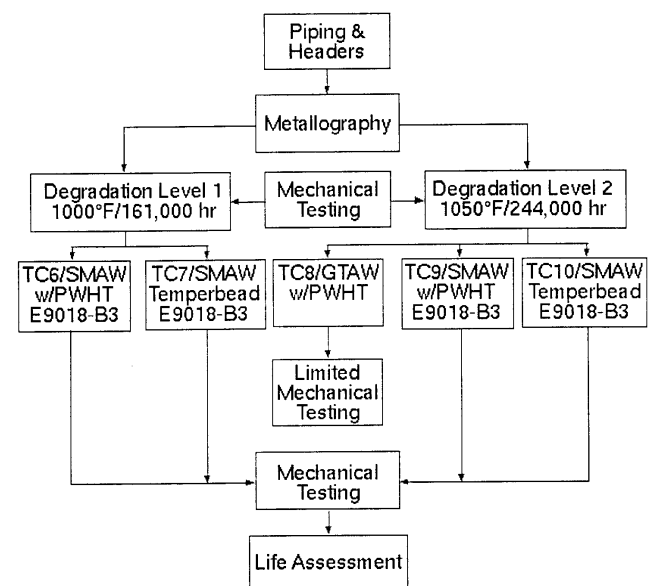 Piping &
Headers
Metallography
Degradation Level 1
1000°F/161,000 hr
Mechanical
Testing
Degradation Level 2
1050°F/244,000 hr
TC6/SMAW
w/PWHT
E9018-B3
TC7/SMAW
Temperbead
E9018-B3
TC8/GTAW
w/PWHT
TC9/SMAW
w/PWHT
E9018-B3
TC10/SMAW
Temperbead
E9018-B3
Limited
Mechanical
Testing
Mechanical
Testing
Life Assessment